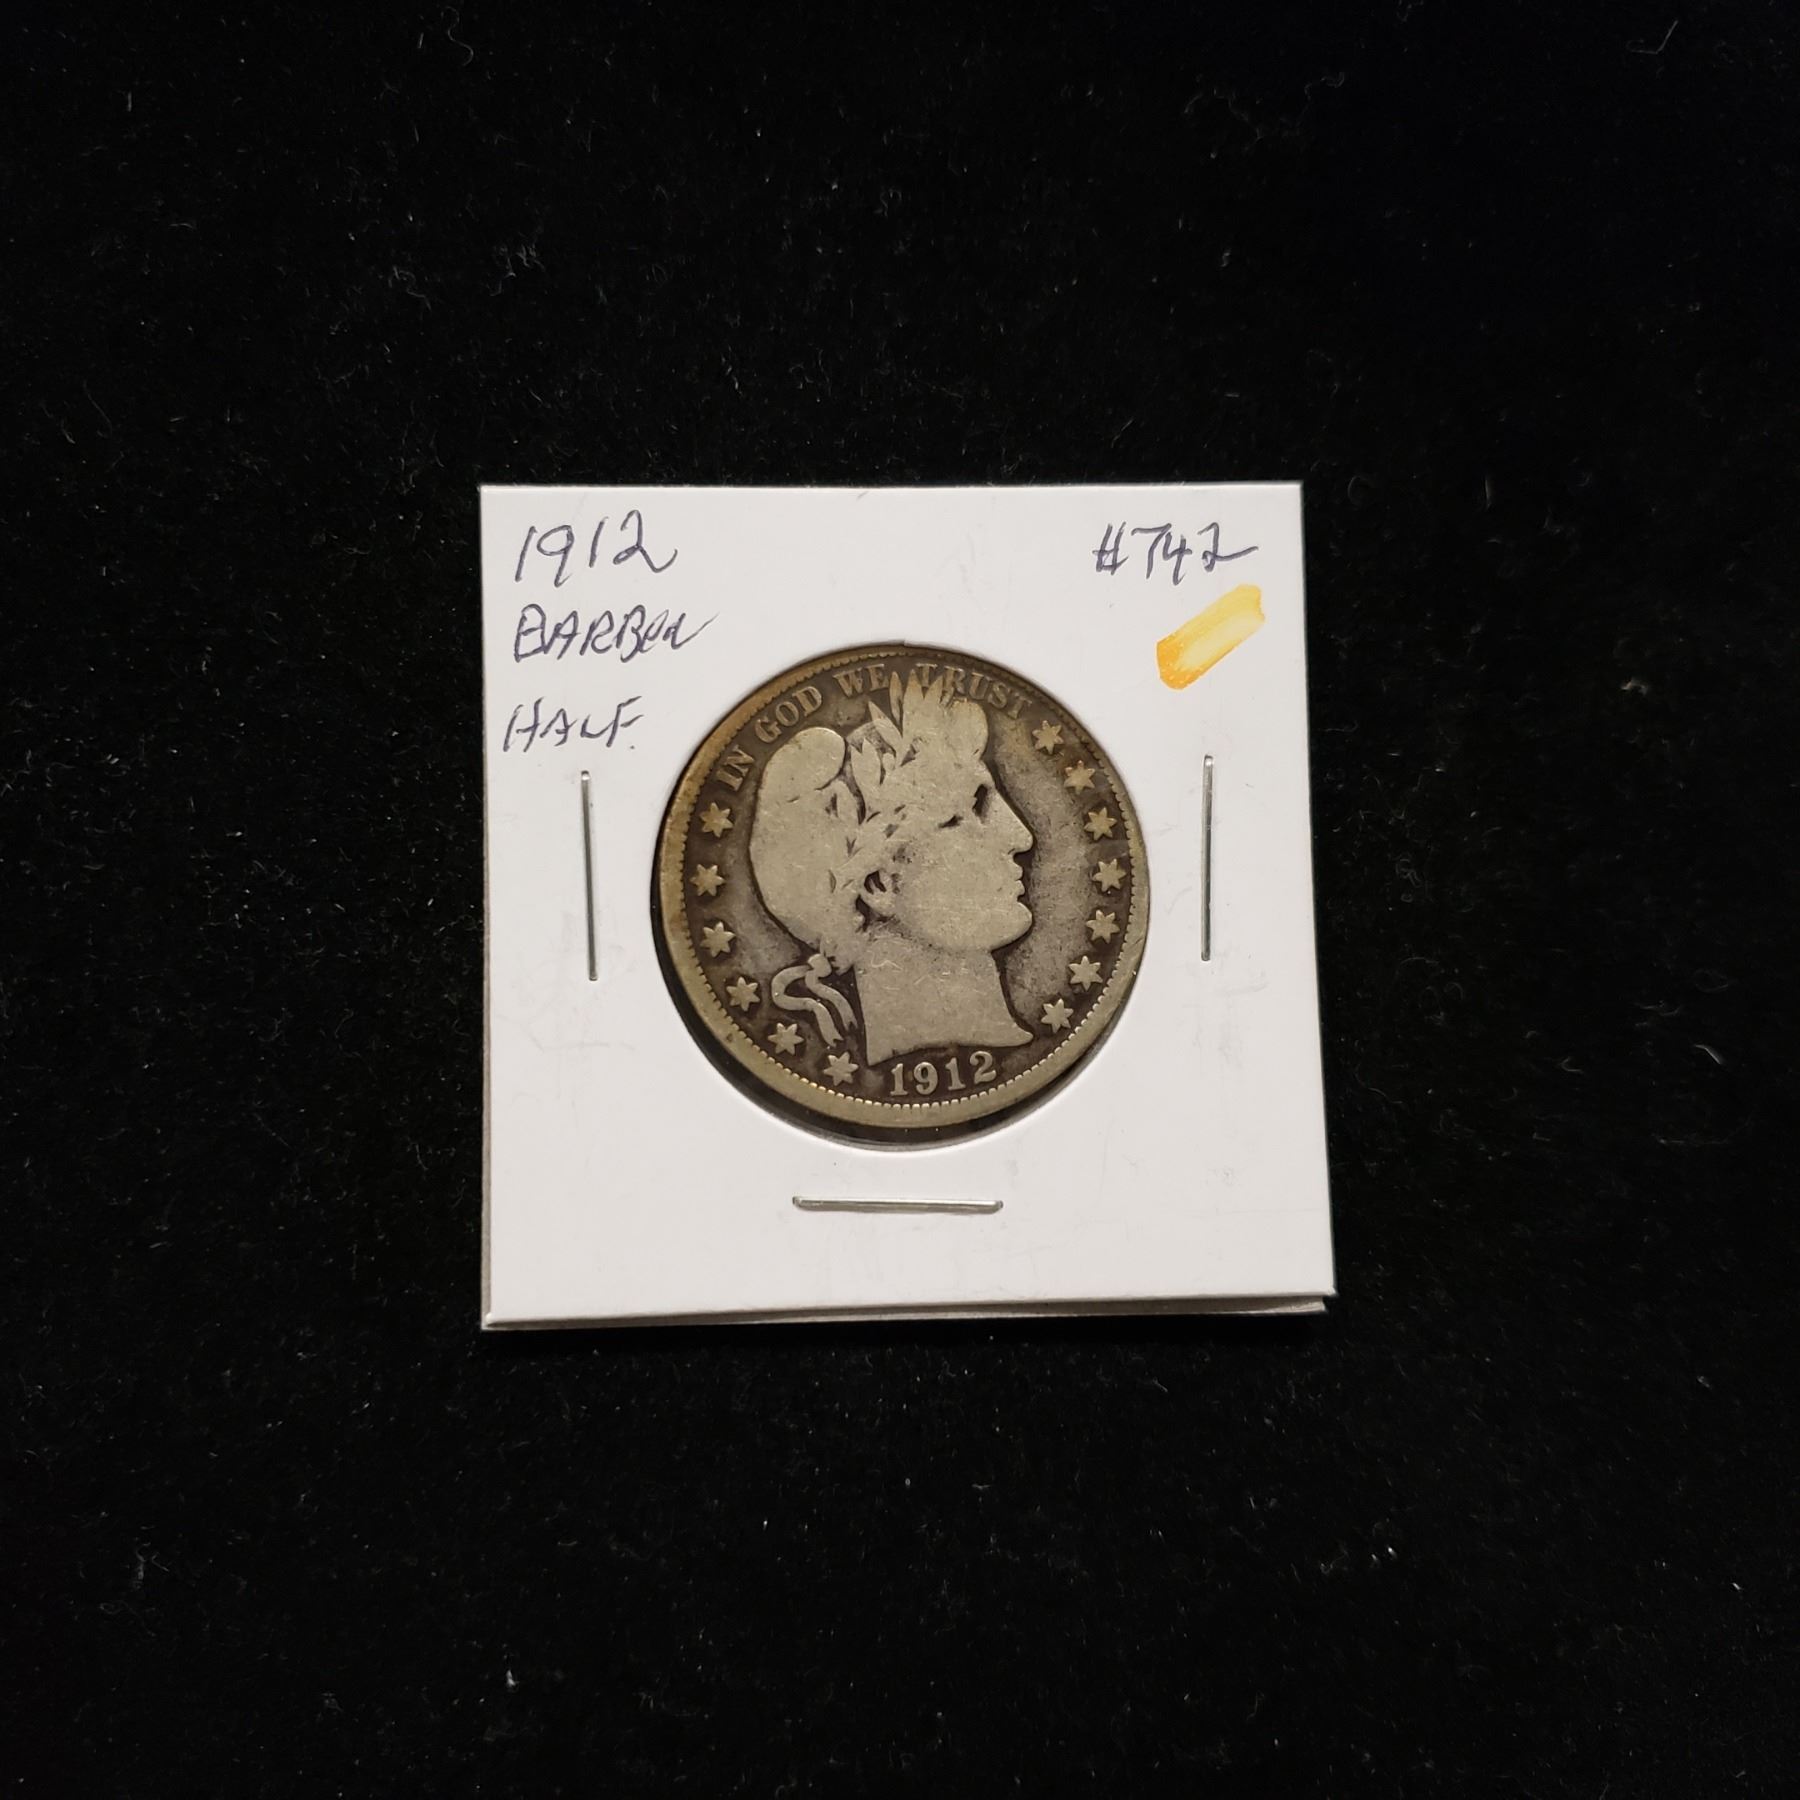 1912
#742
BARBER
HALF.
IN GOD WE TRUST
1912